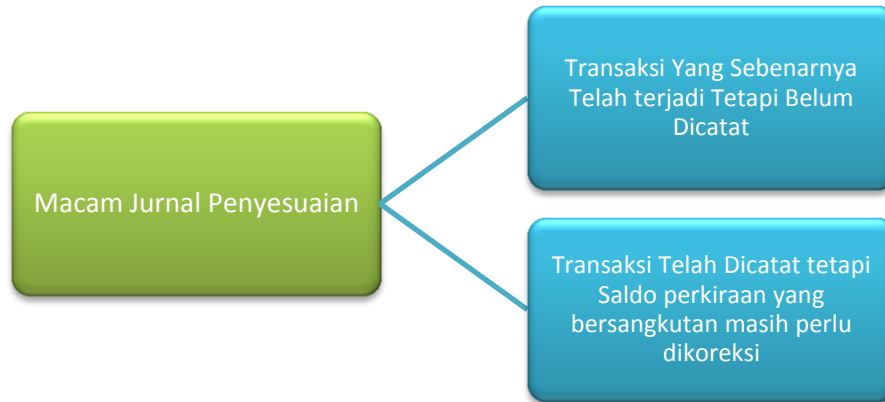 Macam Jurnal Penyesuaian
Transaksi Yang Sebenarnya
Telah terjadi Tetapi Belum
Dicatat
Transaksi Telah Dicatat tetapi
Saldo perkiraan yang
bersangkutan masih perlu
dikoreksi